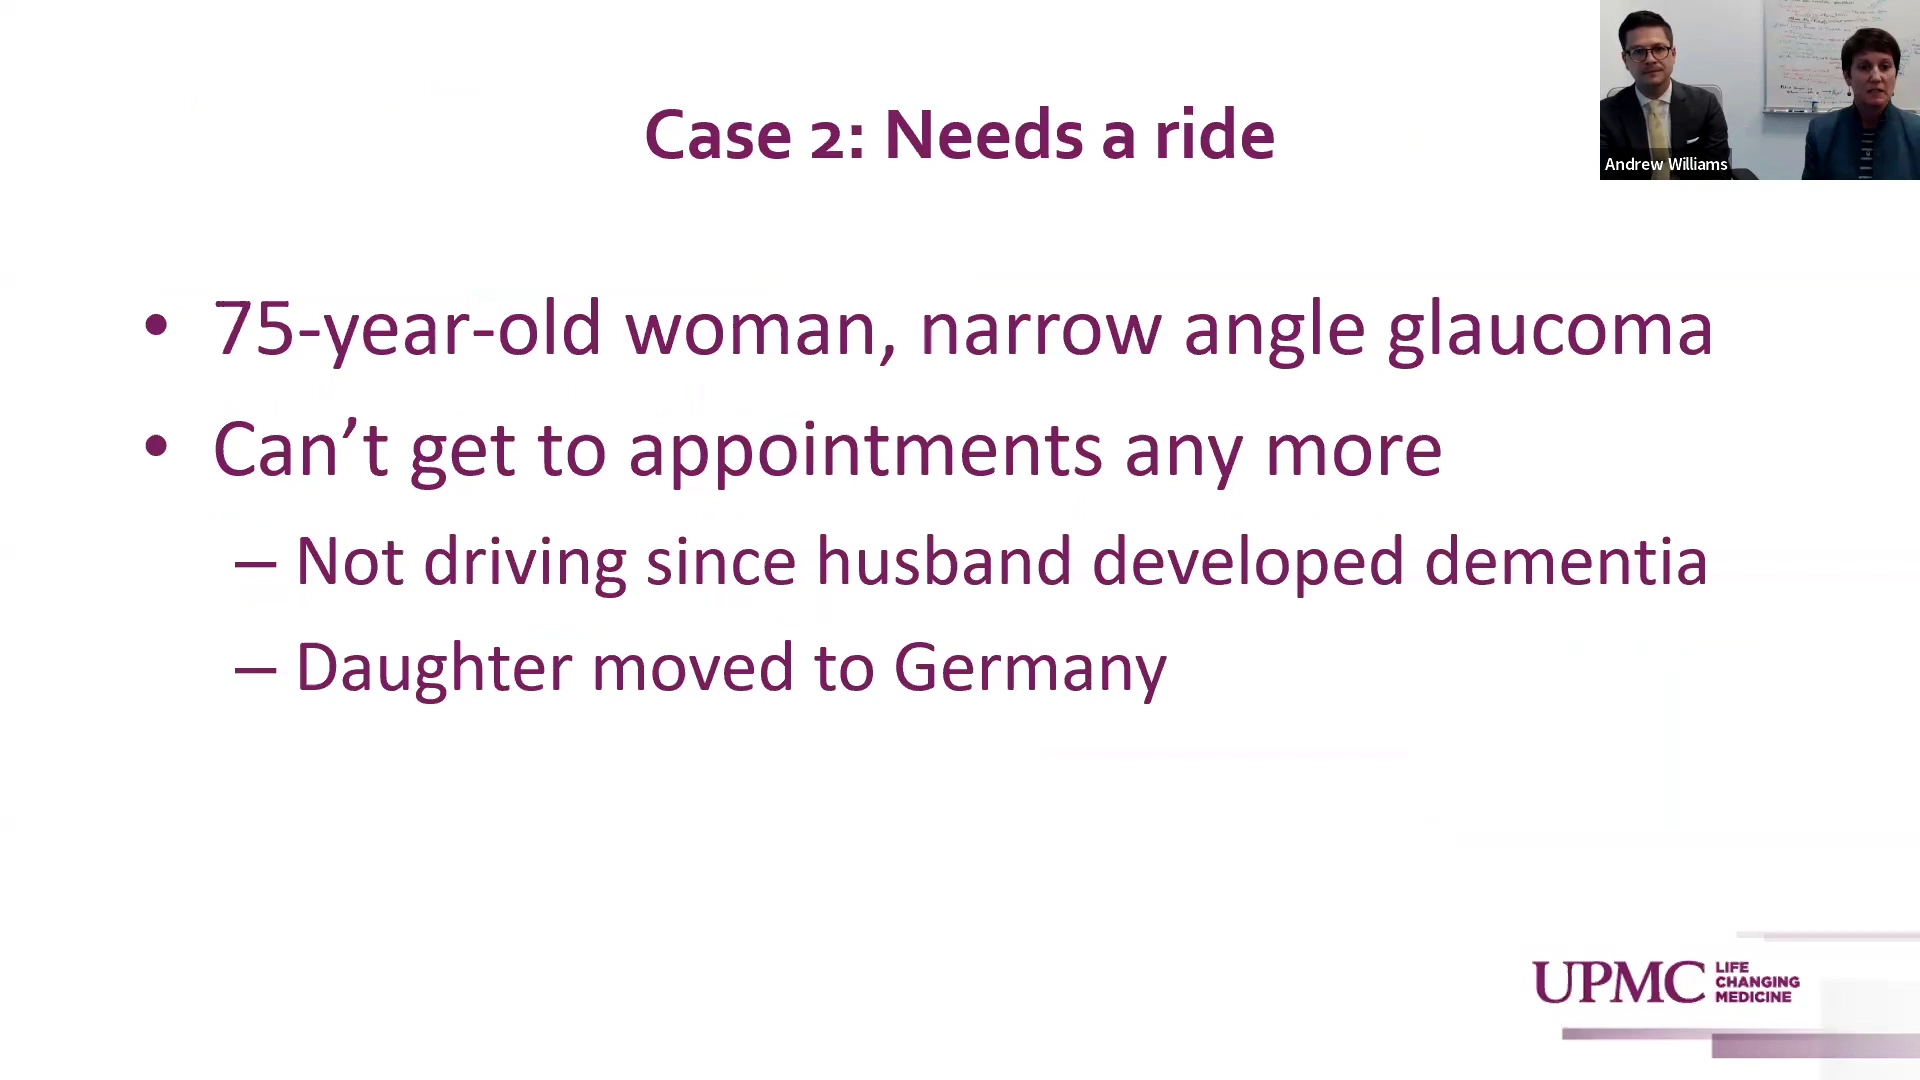 Case 2: Needs a ride
Andrew Williams
• 75-year-old woman, narrow angle glaucoma
• Can’t get to appointments any more
– Not driving since husband developed dementia
– Daughter moved to Germany
UPMC
LIFE
CHANGING
MEDICINE